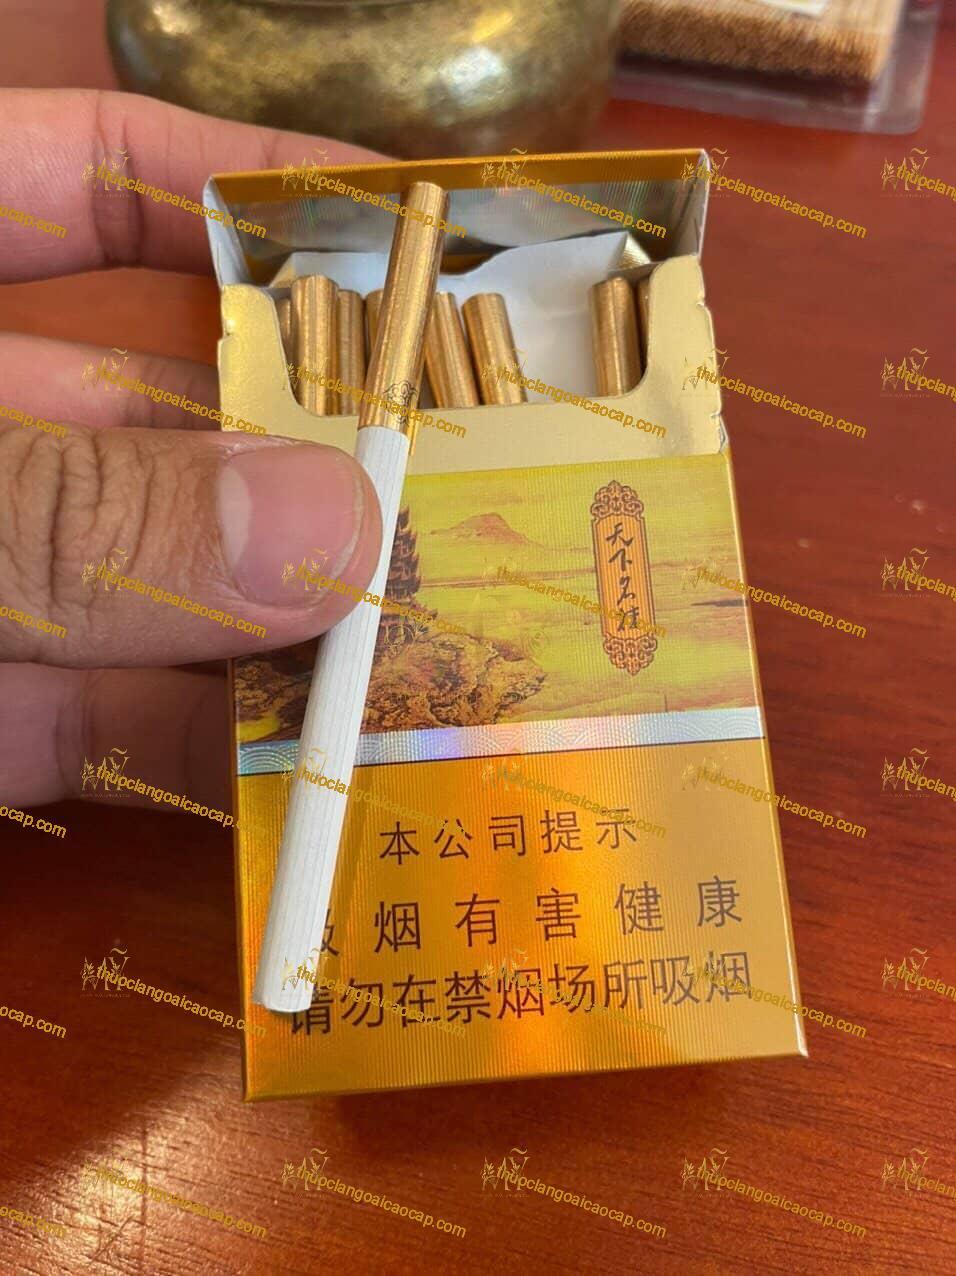 天下名楼
本公司提示
吸烟有害健康
请勿在禁烟场所吸烟
thuoclangoaicaocap.com